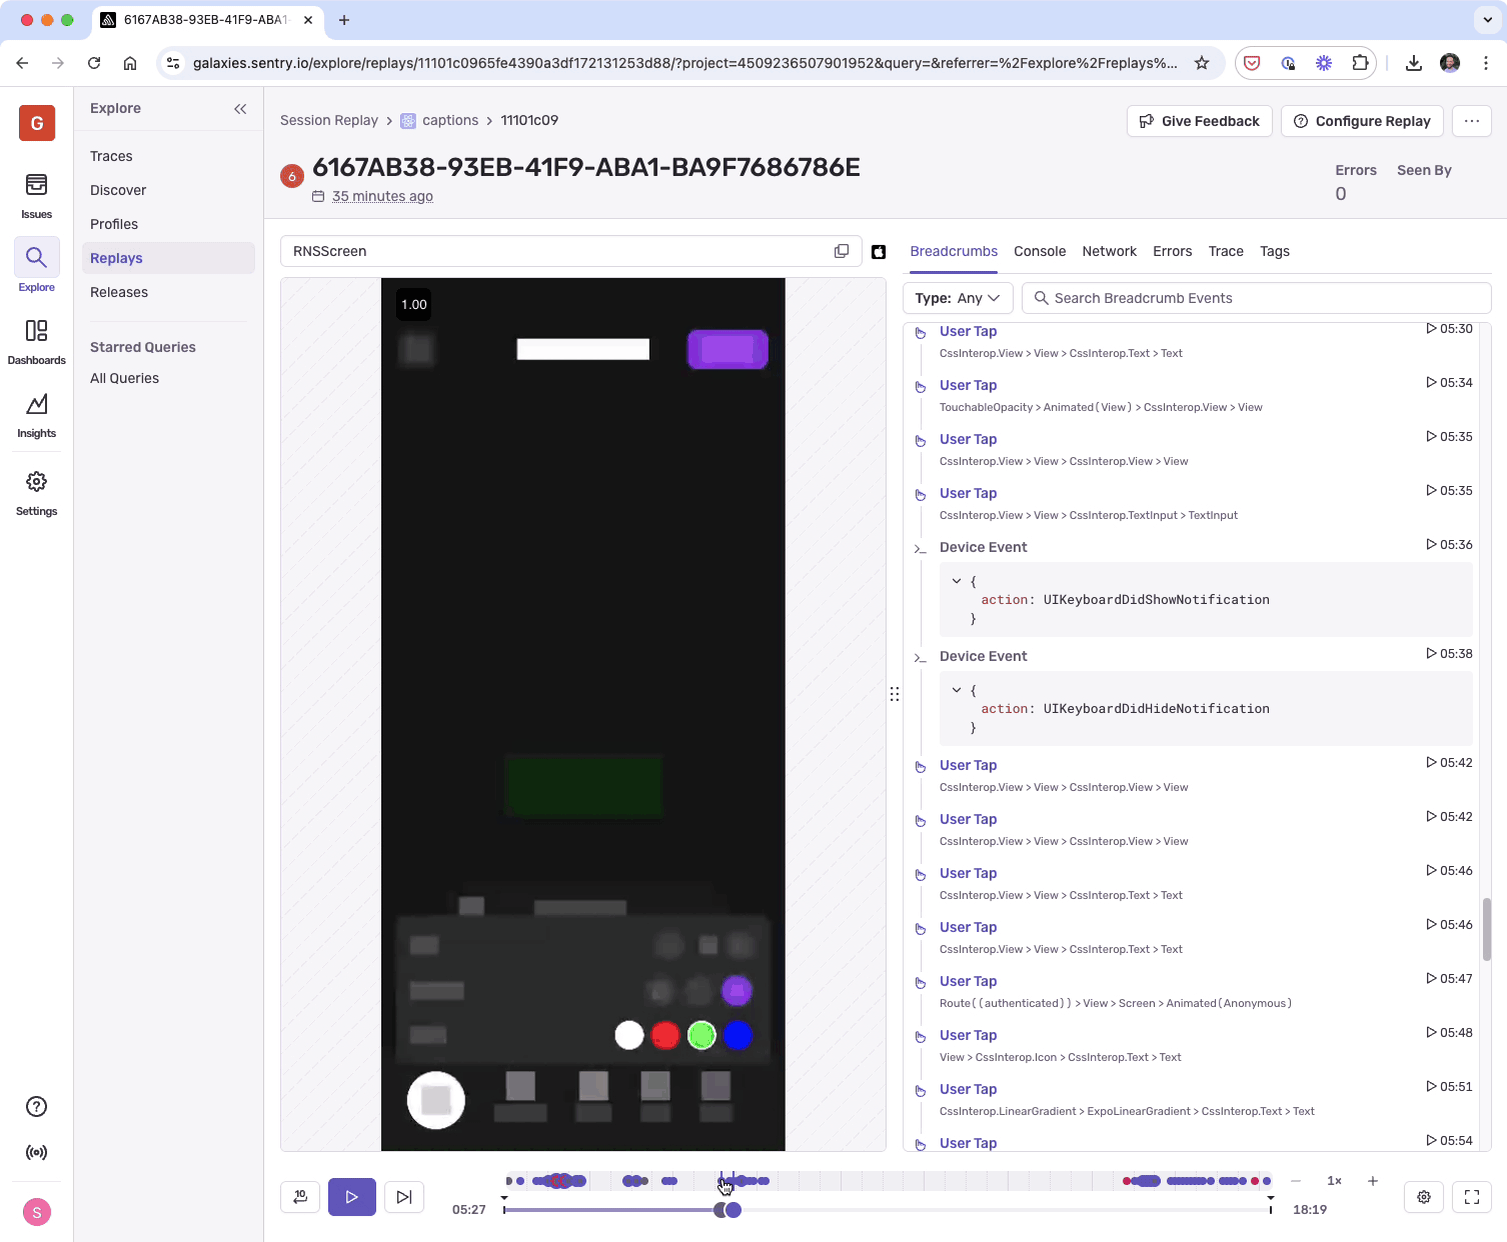 6167AB38-93EB-41F9-ABA1-
galaxies.sentry.io/explore/replays/11101c0965fe4390a3df172131253d88/?project=4509236507901952&query=&referrer=%2Fexplore%2Freplays%...
G
Issues
Explore
Dashboards
Insights
Settings
S
Explore
Traces
Discover
Profiles
Replays
Releases
Starred Queries
All Queries
Session Replay > captions > 11101c09
Give Feedback
Configure Replay
6
6167AB38-93EB-41F9-ABA1-BA9F7686786E
35 minutes ago
Errors
0
Seen By
RNSScreen
1.00
Breadcrumbs Console Network Errors Trace Tags
Type: Any
Search Breadcrumb Events
User Tap 05:30
CssInterop.View > View > CssInterop.Text > Text
User Tap 05:34
TouchableOpacity > Animated(View) > CssInterop.View > View
User Tap 05:35
CssInterop.View > View > CssInterop.View > View
User Tap 05:35
CssInterop.View > View > CssInterop.TextInput > TextInput
Device Event 05:36
{
action: UIKeyboardDidShowNotification
}
Device Event 05:38
{
action: UIKeyboardDidHideNotification
}
User Tap 05:42
CssInterop.View > View > CssInterop.View > View
User Tap 05:42
CssInterop.View > View > CssInterop.View > View
User Tap 05:46
CssInterop.View > View > CssInterop.Text > Text
User Tap 05:46
CssInterop.View > View > CssInterop.Text > Text
User Tap 05:47
Route((authenticated)) > View > Screen > Animated(Anonymous)
User Tap 05:48
View > CssInterop.Icon > CssInterop.Text > Text
User Tap 05:51
CssInterop.LinearGradient > ExpoLinearGradient > CssInterop.Text > Text
User Tap 05:54
10
05:27
18:19
1×